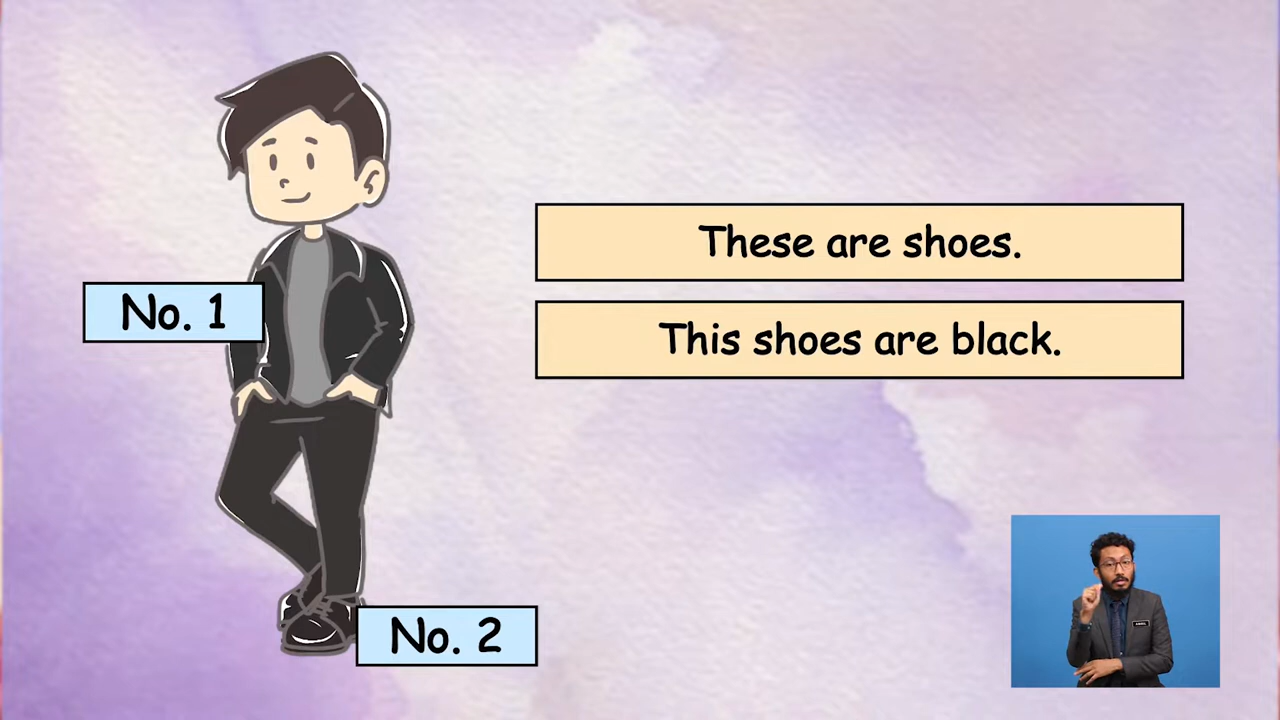 These are shoes.
No. 1
This shoes are black.
No. 2